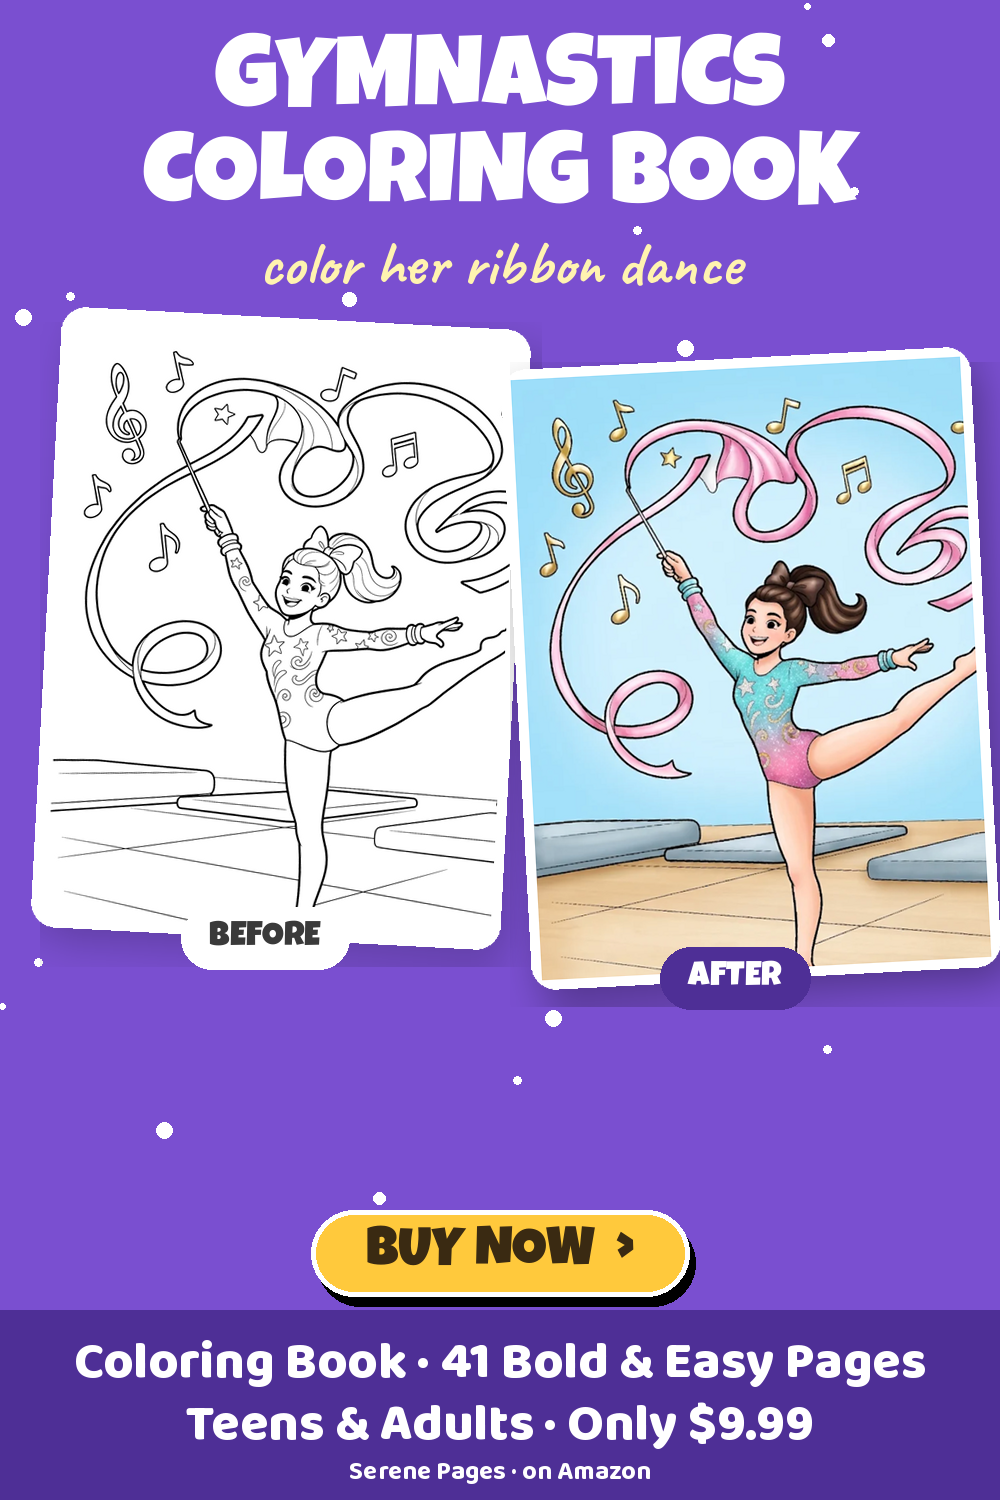 GYMNASTICS
COLORING BOOK
color her ribbon dance
BEFORE
AFTER
BUY NOW >
Coloring Book · 41 Bold & Easy Pages
Teens & Adults · Only $9.99
Serene Pages · on Amazon